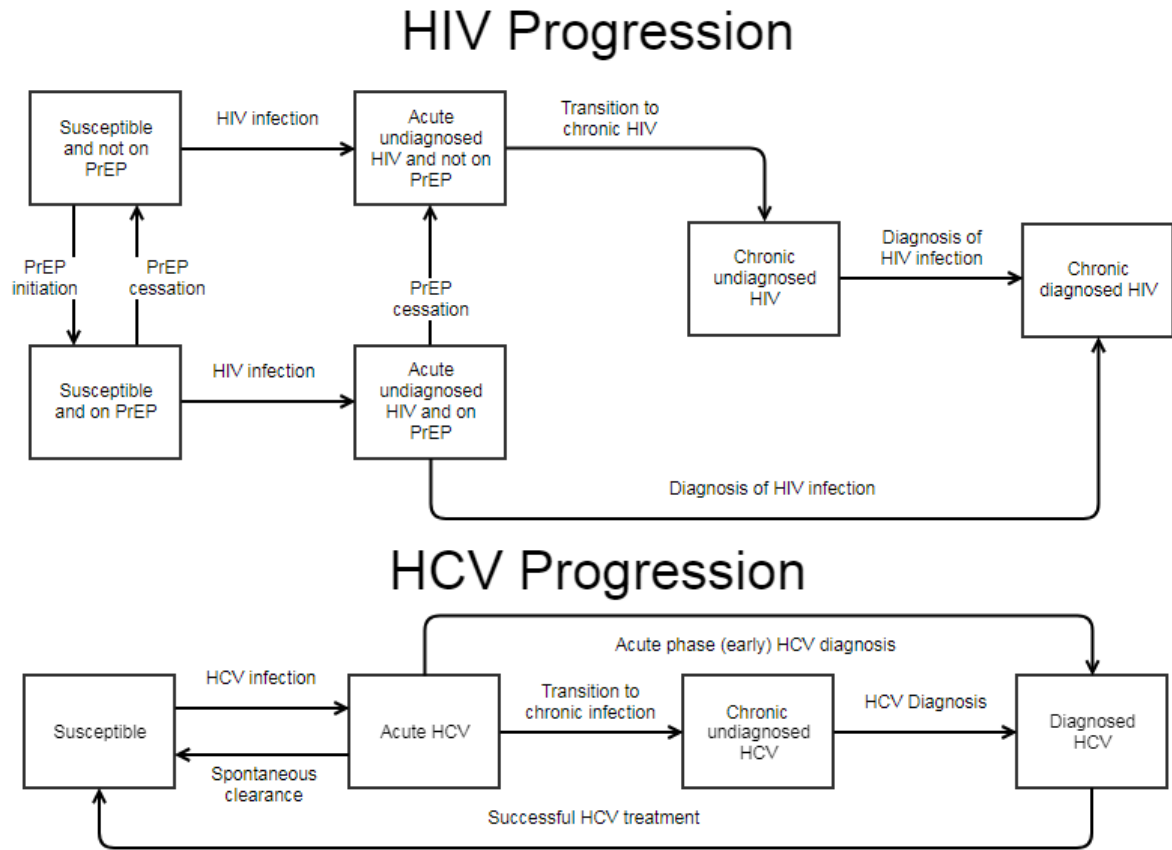 HIV Progression
Susceptible
and not on
PrEP
HIV infection
Acute
undiagnosed
HIV and not on
PrEP
Transition to
chronic HIV
PrEP
initiation
PrEP
cessation
PrEP
cessation
Chronic
undiagnosed
HIV
Diagnosis of
HIV infection
Chronic
diagnosed HIV
Susceptible
and on PrEP
HIV infection
Acute
undiagnosed
HIV and on
PrEP
Diagnosis of HIV infection
HCV Progression
Acute phase (early) HCV diagnosis
Susceptible
HCV infection
Spontaneous
clearance
Acute HCV
Transition to
chronic infection
Chronic
undiagnosed
HCV
HCV Diagnosis
Diagnosed
HCV
Successful HCV treatment